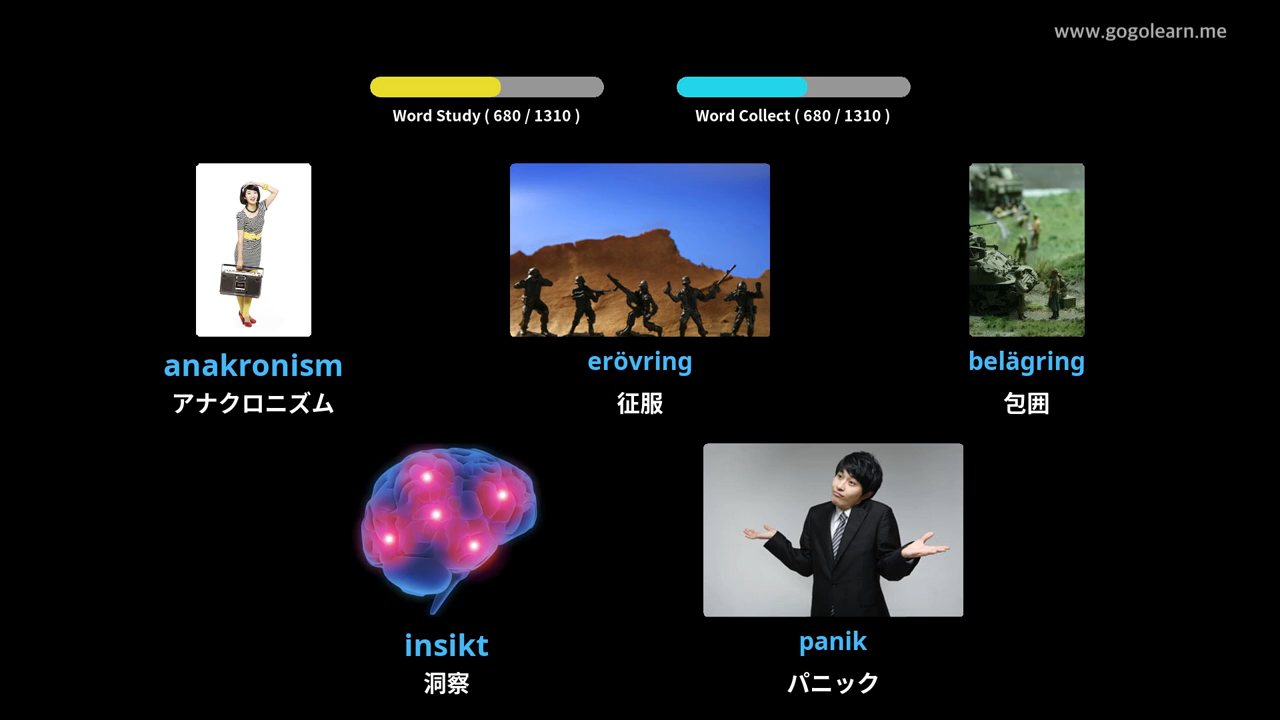 www.gogolearn.me
Word Study ( 680 / 1310 )
Word Collect ( 680 / 1310 )
anakronism
アナクロニズム
erövring
征服
belägring
包囲
insikt
洞察
panik
パニック